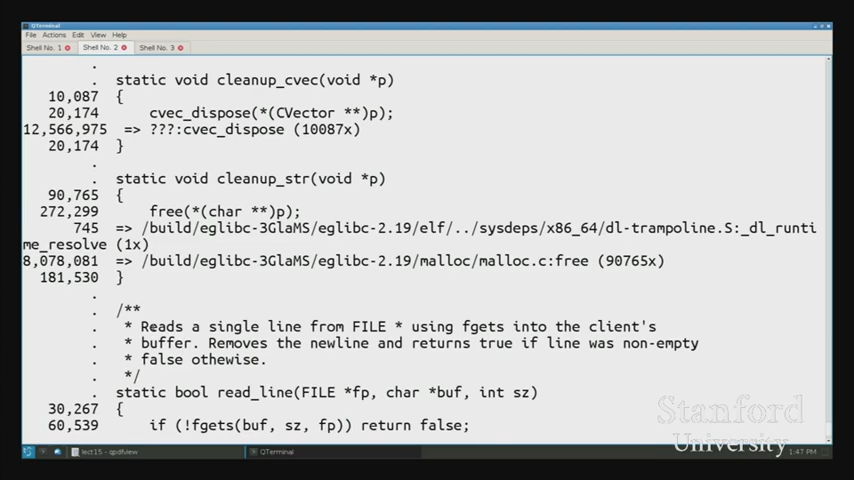 QTerminal
File Actions Edit View Help
Shell No. 1 Shell No. 2 Shell No. 3
.
. static void cleanup_cvec(void *p)
10,087 {
20,174 cvec_dispose(*(CVector **)p);
12,566,975 => ???:cvec_dispose (10087x)
20,174 }
.
. static void cleanup_str(void *p)
90,765 {
272,299 free(*(char **)p);
745 => /build/eglibc-3GlaMS/eglibc-2.19/elf/../sysdeps/x86_64/dl-trampoline.S:_dl_runti
me_resolve (1x)
8,078,081 => /build/eglibc-3GlaMS/eglibc-2.19/malloc/malloc.c:free (90765x)
181,530 }
.
. /**
. * Reads a single line from FILE * using fgets into the client's
. * buffer. Removes the newline and returns true if line was non-empty
. * false othewise.
. */
. static bool read_line(FILE *fp, char *buf, int sz)
30,267 {
60,539 if (!fgets(buf, sz, fp)) return false;
Stanford
University
lect15 - qpdfview QTerminal 1:47 PM